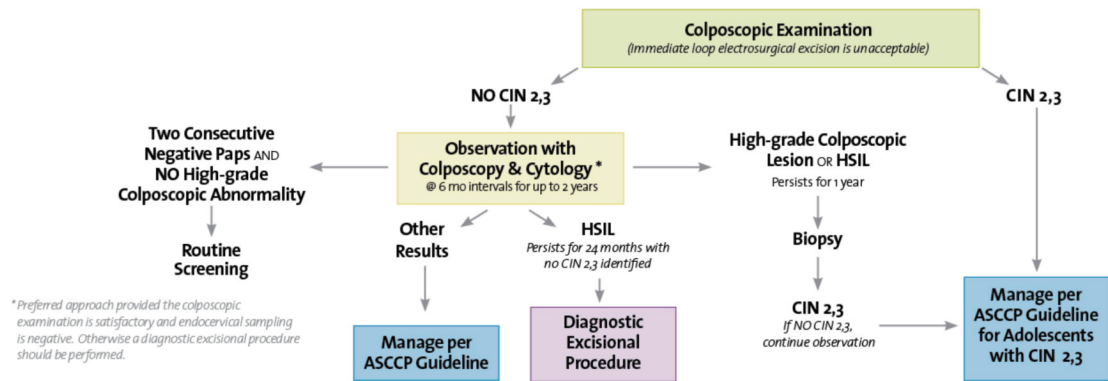 Colposcopic Examination
(Immediate loop electrosurgical excision is unacceptable)
NO CIN 2,3
CIN 2,3
Two Consecutive
Negative Paps AND
NO High-grade
Colposcopic Abnormality
Routine
Screening
Observation with
Colposcopy & Cytology *
@ 6 mo intervals for up to 2 years
High-grade Colposcopic
Lesion OR HSIL
Persists for 1 year
Biopsy
CIN 2,3
If NO CIN 2,3,
continue observation
Other
Results
HSIL
Persists for 24 months with
no CIN 2,3 identified
Manage per
ASCCP Guideline
Diagnostic
Excisional
Procedure
Manage per
ASCCP Guideline
for Adolescents
with CIN 2,3
* Preferred approach provided the colposcopic
examination is satisfactory and endocervical sampling
is negative. Otherwise a diagnostic excisional procedure
should be performed.